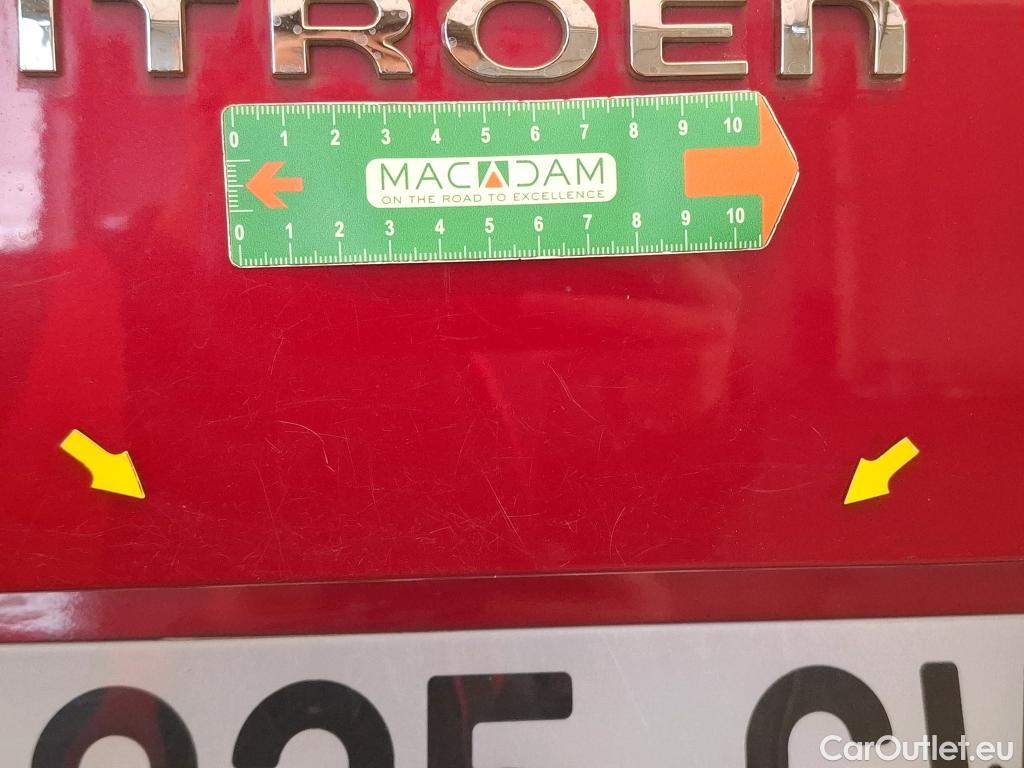 ITROËN
0 1 2 3 4 5 6 7 8 9 10
MACADAM
ON THE ROAD TO EXCELLENCE
0 1 2 3 4 5 6 7 8 9 10
CarOutlet.eu